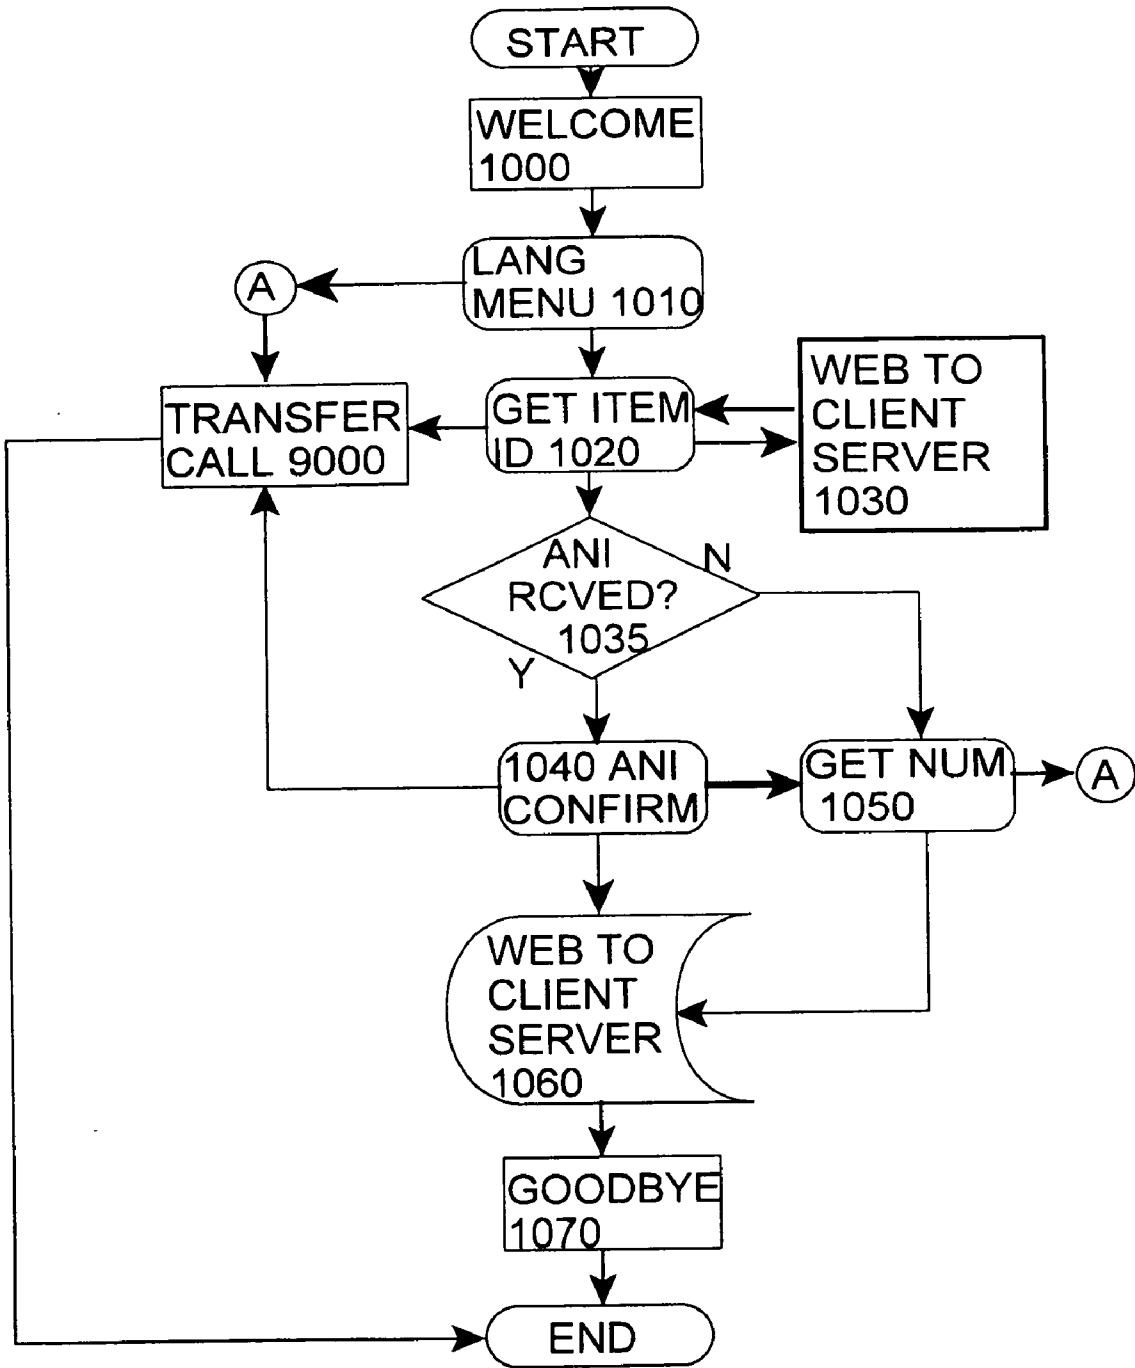 START
WELCOME
1000
LANG
MENU 1010
A
TRANSFER
CALL 9000
GET ITEM
ID 1020
WEB TO
CLIENT
SERVER
1030
ANI
RCVED?
1035
N
Y
1040 ANI
CONFIRM
GET NUM
1050
A
WEB TO
CLIENT
SERVER
1060
GOODBYE
1070
END